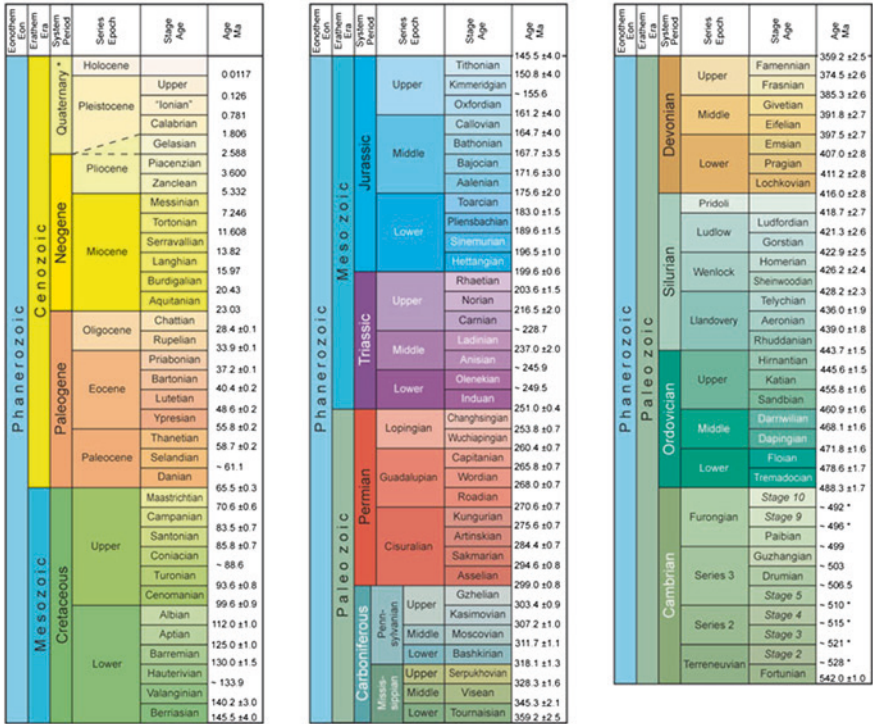 Eonothem Eon
Erathem Era
System Period
Series Epoch
Stage Age
Age Ma
Phanerozoic
Cenozoic
Quaternary *
Holocene
0.0117
Pleistocene
Upper
0.126
"Ionian"
0.781
Calabrian
1.806
Gelasian
2.588
Neogene
Pliocene
Piacenzian
3.600
Zanclean
5.332
Miocene
Messinian
7.246
Tortonian
11.608
Serravallian
13.82
Langhian
15.97
Burdigalian
20.43
Aquitanian
23.03
Paleogene
Oligocene
Chattian
28.4 ±0.1
Rupelian
33.9 ±0.1
Eocene
Priabonian
37.2 ±0.1
Bartonian
40.4 ±0.2
Lutetian
48.6 ±0.2
Ypresian
55.8 ±0.2
Paleocene
Thanetian
58.7 ±0.2
Selandian
~ 61.1
Danian
65.5 ±0.3
Mesozoic
Cretaceous
Upper
Maastrichtian
70.6 ±0.6
Campanian
83.5 ±0.7
Santonian
85.8 ±0.7
Coniacian
~ 88.6
Turonian
93.6 ±0.8
Cenomanian
99.6 ±0.9
Lower
Albian
112.0 ±1.0
Aptian
125.0 ±1.0
Barremian
130.0 ±1.5
Hauterivian
~ 133.9
Valanginian
140.2 ±3.0
Berriasian
145.5 ±4.0
Eonothem Eon
Erathem Era
System Period
Series Epoch
Stage Age
Age Ma
145.5 ±4.0
Phanerozoic
Mesozoic
Jurassic
Upper
Tithonian
150.8 ±4.0
Kimmeridgian
~ 155.6
Oxfordian
161.2 ±4.0
Middle
Callovian
164.7 ±4.0
Bathonian
167.7 ±3.5
Bajocian
171.6 ±3.0
Aalenian
175.6 ±2.0
Lower
Toarcian
183.0 ±1.5
Pliensbachian
189.6 ±1.5
Sinemurian
196.5 ±1.0
Hettangian
199.6 ±0.6
Triassic
Upper
Rhaetian
203.6 ±1.5
Norian
216.5 ±2.0
Carnian
~ 228.7
Middle
Ladinian
237.0 ±2.0
Anisian
~ 245.9
Lower
Olenekian
~ 249.5
Induan
251.0 ±0.4
Paleozoic
Permian
Lopingian
Changhsingian
253.8 ±0.7
Wuchiapingian
260.4 ±0.7
Guadalupian
Capitanian
265.8 ±0.7
Wordian
268.0 ±0.7
Roadian
270.6 ±0.7
Cisuralian
Kungurian
275.6 ±0.7
Artinskian
284.4 ±0.7
Sakmarian
294.6 ±0.8
Asselian
299.0 ±0.8
Carboniferous
Penn-
sylvanian
Upper
Gzhelian
303.4 ±0.9
Kasimovian
307.2 ±1.0
Middle
Moscovian
311.7 ±1.1
Lower
Bashkirian
318.1 ±1.3
Missis-
sippian
Upper
Serpukhovian
328.3 ±1.6
Middle
Visean
345.3 ±2.1
Lower
Tournaisian
359.2 ±2.5
Eonothem Eon
Erathem Era
System Period
Series Epoch
Stage Age
Age Ma
359.2 ±2.5
Phanerozoic
Paleozoic
Devonian
Upper
Famennian
374.5 ±2.6
Frasnian
385.3 ±2.6
Middle
Givetian
391.8 ±2.7
Eifelian
397.5 ±2.7
Lower
Emsian
407.0 ±2.8
Pragian
411.2 ±2.8
Lochkovian
416.0 ±2.8
Silurian
Pridoli
418.7 ±2.7
Ludlow
Ludfordian
421.3 ±2.6
Gorstian
422.9 ±2.5
Wenlock
Homerian
426.2 ±2.4
Sheinwoodian
428.2 ±2.3
Llandovery
Telychian
436.0 ±1.9
Aeronian
439.0 ±1.8
Rhuddanian
443.7 ±1.5
Ordovician
Upper
Hirnantian
445.6 ±1.5
Katian
455.8 ±1.6
Sandbian
460.9 ±1.6
Middle
Darriwilian
468.1 ±1.6
Dapingian
471.8 ±1.6
Lower
Floian
478.6 ±1.7
Tremadocian
488.3 ±1.7
Cambrian
Furongian
Stage 10
~ 492 *
Stage 9
~ 496 *
Paibian
~ 499
Series 3
Guzhangian
~ 503
Drumian
~ 506.5
Stage 5
~ 510 *
Series 2
Stage 4
~ 515 *
Stage 3
~ 521 *
Terreneuvian
Stage 2
~ 528 *
Fortunian
542.0 ±1.0